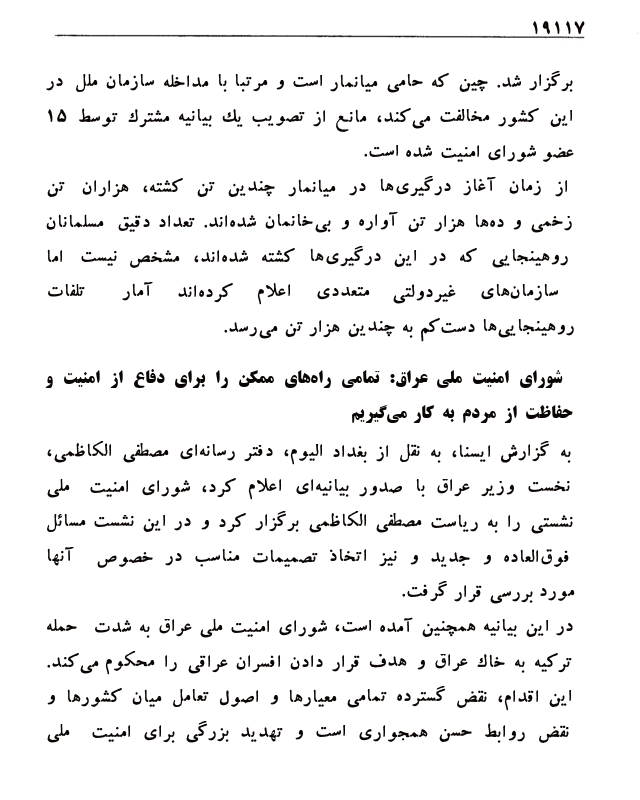 ۱۹۱۱۷
برگزار شد. چین که حامی میانمار است و مرتبا با مداخله سازمان ملل در
این کشور مخالفت می‌کند، مانع از تصویب یك بیانیه مشترك توسط ۱۵
عضو شورای امنیت شده است.
از زمان آغاز درگیری‌ها در میانمار چندین تن کشته، هزاران تن
زخمی و ده‌ها هزار تن آواره و بی‌خانمان شده‌اند. تعداد دقیق مسلمانان
روهینجایی که در این درگیری‌ها کشته شده‌اند، مشخص نیست اما
سازمان‌های غیردولتی متعددی اعلام کرده‌اند آمار تلفات
روهینجایی‌ها دست‌کم به چندین هزار تن می‌رسد.
شورای امنیت ملی عراق: تمامی راه‌های ممکن را برای دفاع از امنیت و
حفاظت از مردم به کار می‌گیریم
به گزارش ایسنا، به نقل از بغداد الیوم، دفتر رسانه‌ای مصطفی الکاظمی،
نخست وزیر عراق با صدور بیانیه‌ای اعلام کرد، شورای امنیت ملی
نشستی را به ریاست مصطفی الکاظمی برگزار کرد و در این نشست مسائل
فوق‌العاده و جدید و نیز اتخاذ تصمیمات مناسب در خصوص آنها
مورد بررسی قرار گرفت.
در این بیانیه همچنین آمده است، شورای امنیت ملی عراق به شدت حمله
ترکیه به خاك عراق و هدف قرار دادن افسران عراقی را محکوم می‌کند.
این اقدام، نقض گسترده تمامی معیارها و اصول تعامل میان کشورها و
نقض روابط حسن همجواری است و تهدید بزرگی برای امنیت ملی